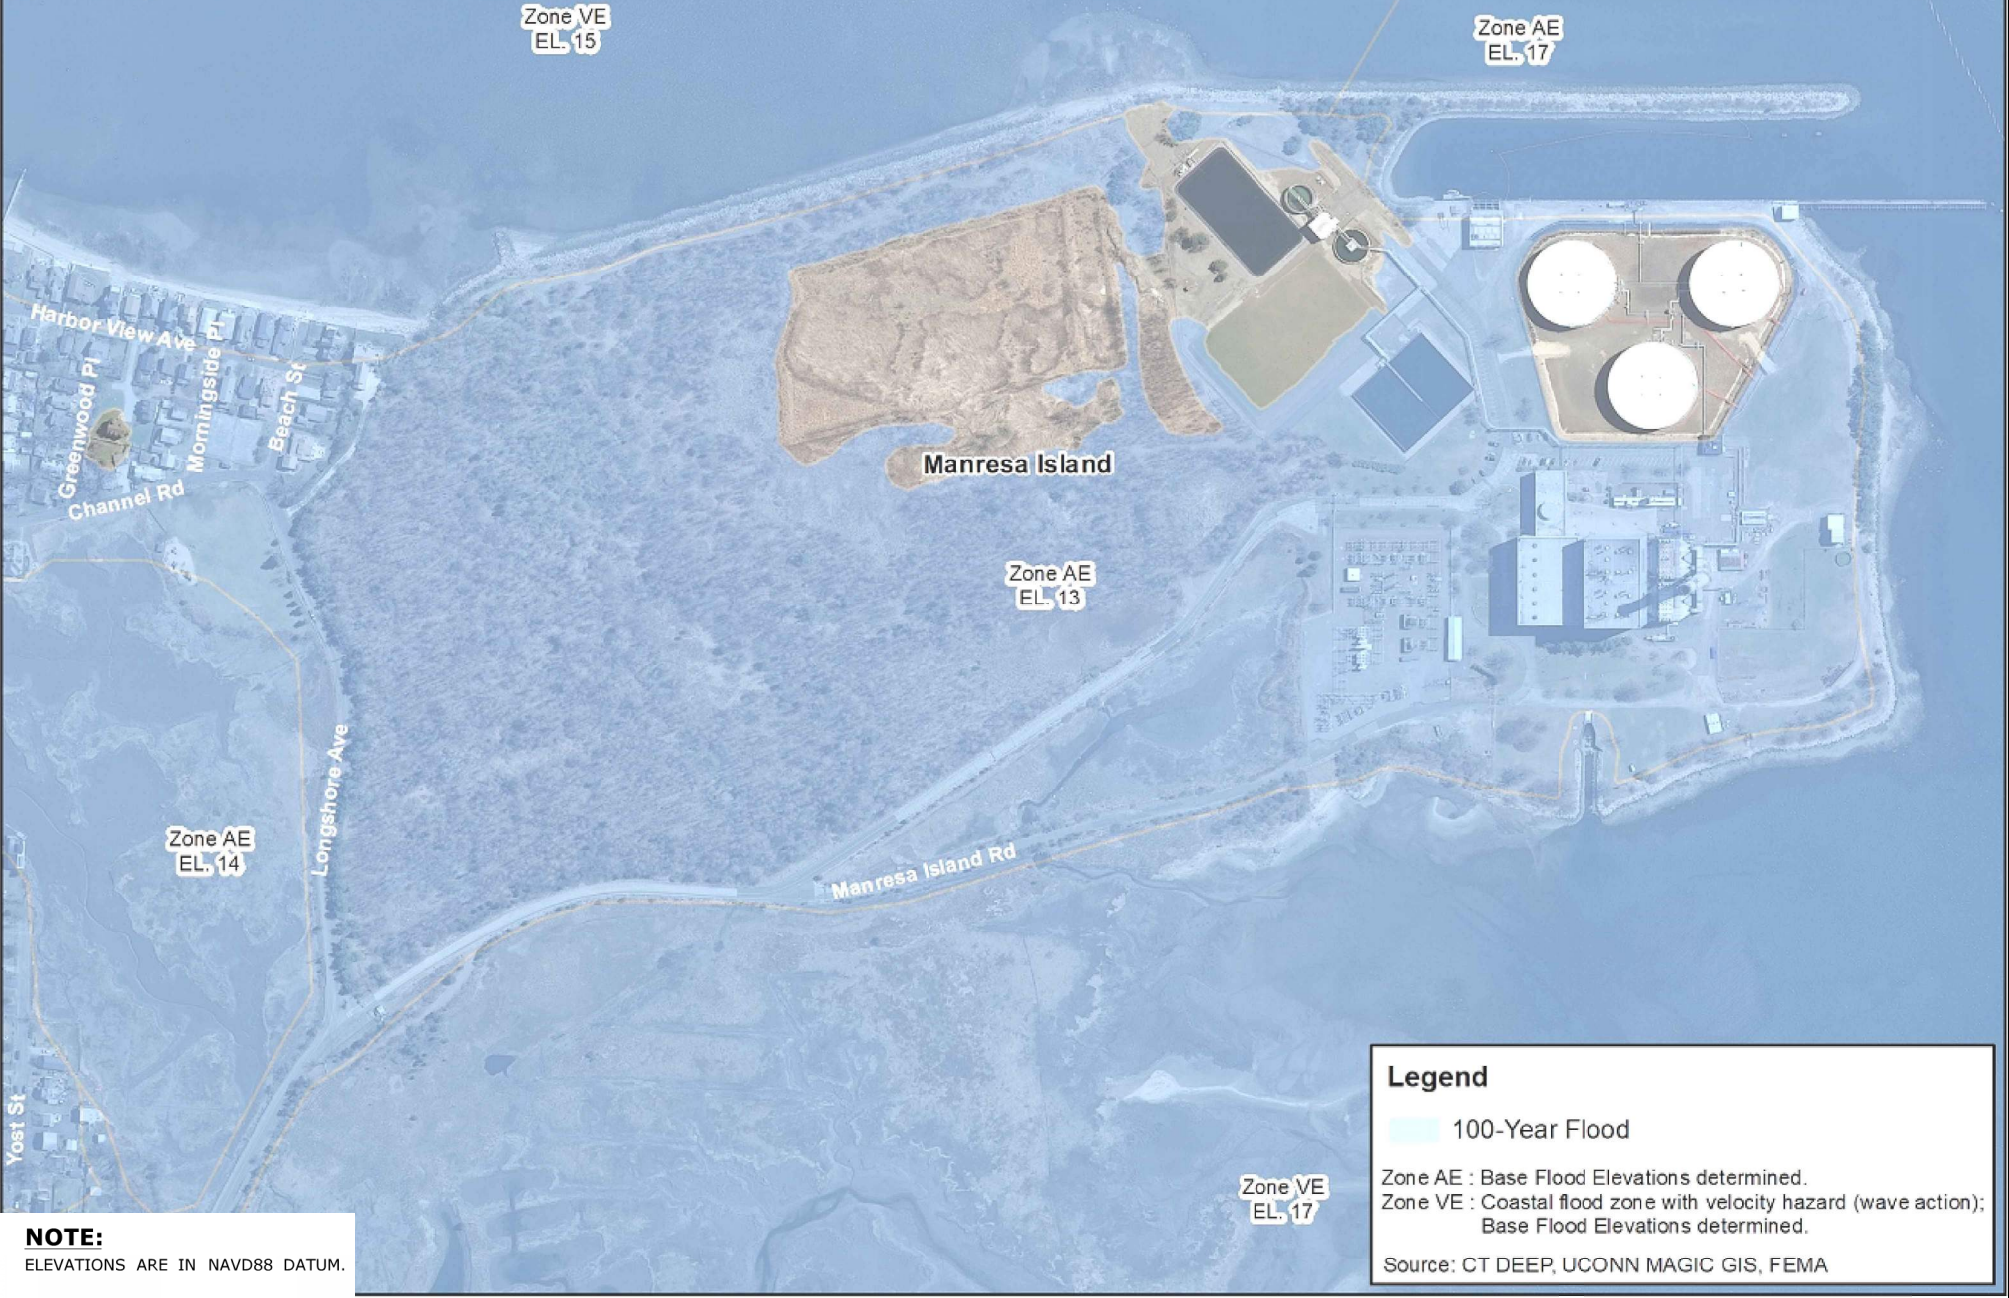 Zone VE
EL. 15
Zone AE
EL. 17
Harbor View Ave
Greenwood Pl
Morningside Pl
Beach St
Channel Rd
Manresa Island
Zone AE
EL. 13
Longshore Ave
Zone AE
EL. 14
Manresa Island Rd
Yost St
Zone VE
EL. 17
Legend
100-Year Flood
Zone AE : Base Flood Elevations determined.
Zone VE : Coastal flood zone with velocity hazard (wave action);
Base Flood Elevations determined.
Source: CT DEEP, UCONN MAGIC GIS, FEMA
NOTE:
ELEVATIONS ARE IN NAVD88 DATUM.